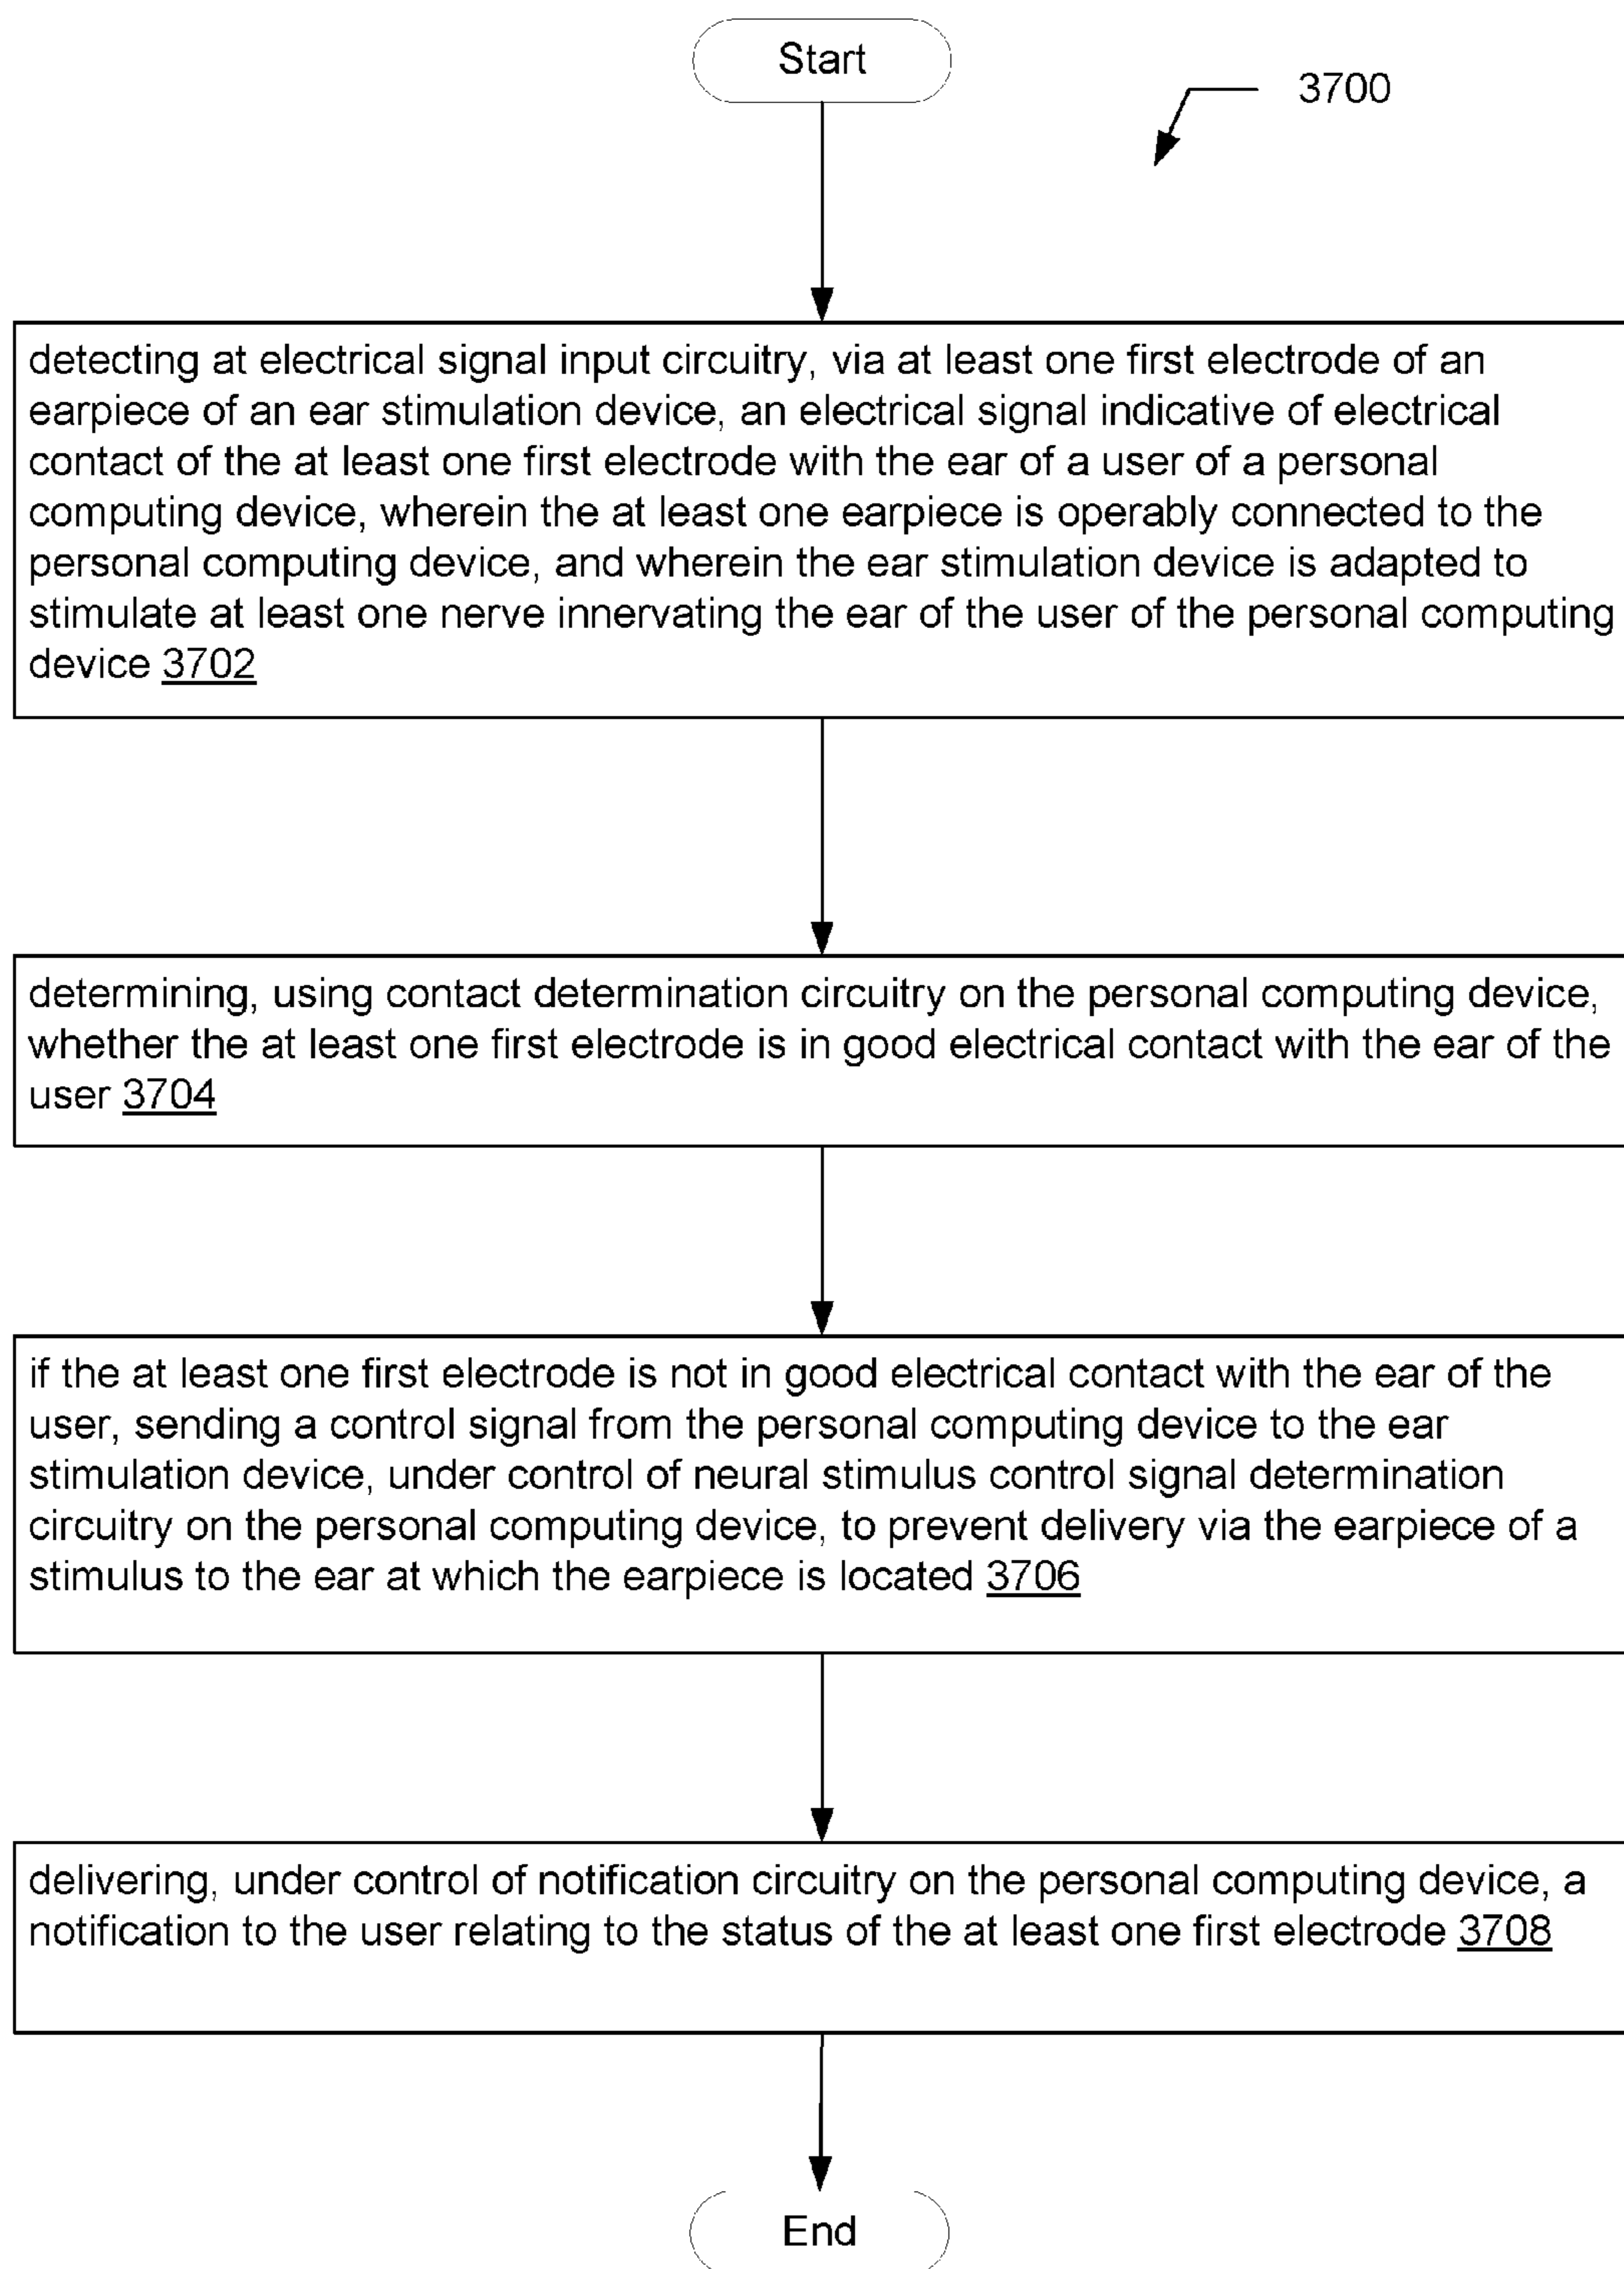 Start
3700
detecting at electrical signal input circuitry, via at least one first electrode of an
earpiece of an ear stimulation device, an electrical signal indicative of electrical
contact of the at least one first electrode with the ear of a user of a personal
computing device, wherein the at least one earpiece is operably connected to the
personal computing device, and wherein the ear stimulation device is adapted to
stimulate at least one nerve innervating the ear of the user of the personal computing
device 3702
determining, using contact determination circuitry on the personal computing device,
whether the at least one first electrode is in good electrical contact with the ear of the
user 3704
if the at least one first electrode is not in good electrical contact with the ear of the
user, sending a control signal from the personal computing device to the ear
stimulation device, under control of neural stimulus control signal determination
circuitry on the personal computing device, to prevent delivery via the earpiece of a
stimulus to the ear at which the earpiece is located 3706
delivering, under control of notification circuitry on the personal computing device, a
notification to the user relating to the status of the at least one first electrode 3708
End